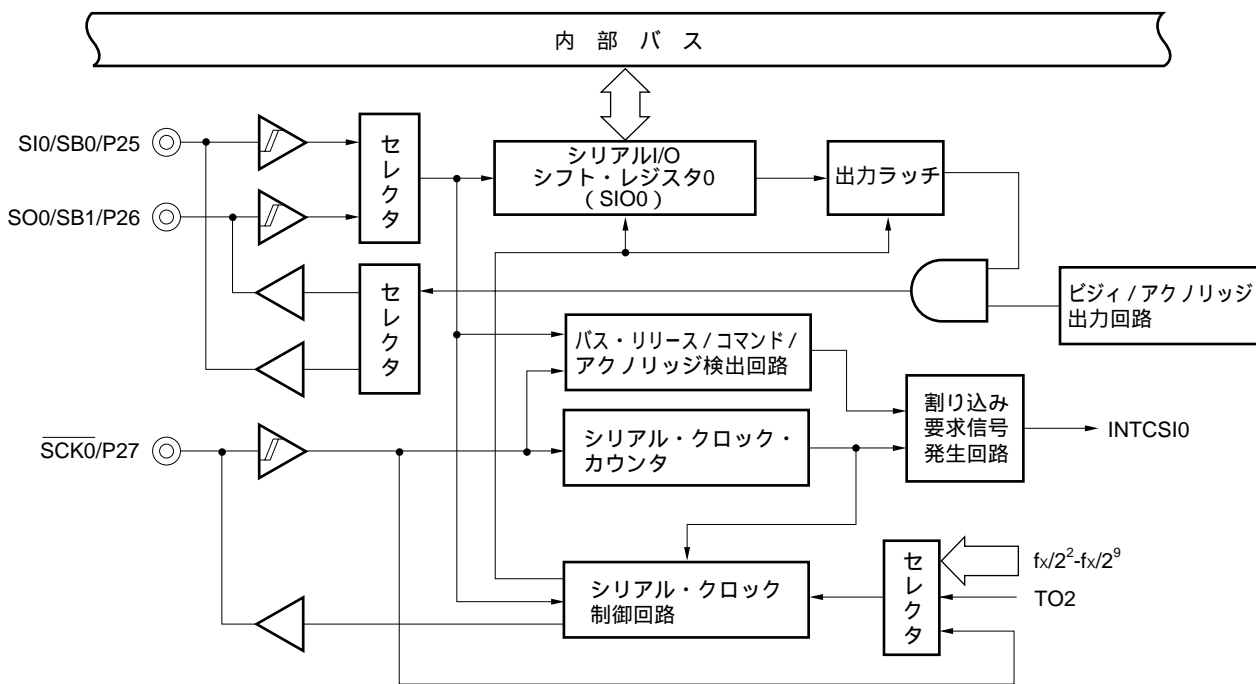 内部バス
SI0/SB0/P25
SO0/SB1/P26
セレクタ
シリアルI/O
シフト・レジスタ0
(SIO0)
出力ラッチ
セレクタ
ビジィ/アクノリッジ
出力回路
バス・リリース/コマンド/
アクノリッジ検出回路
SCK0/P27
シリアル・クロック・
カウンタ
割り込み
要求信号
発生回路
INTCSI0
シリアル・クロック
制御回路
セレクタ
fx/2²-fx/2⁹
TO2